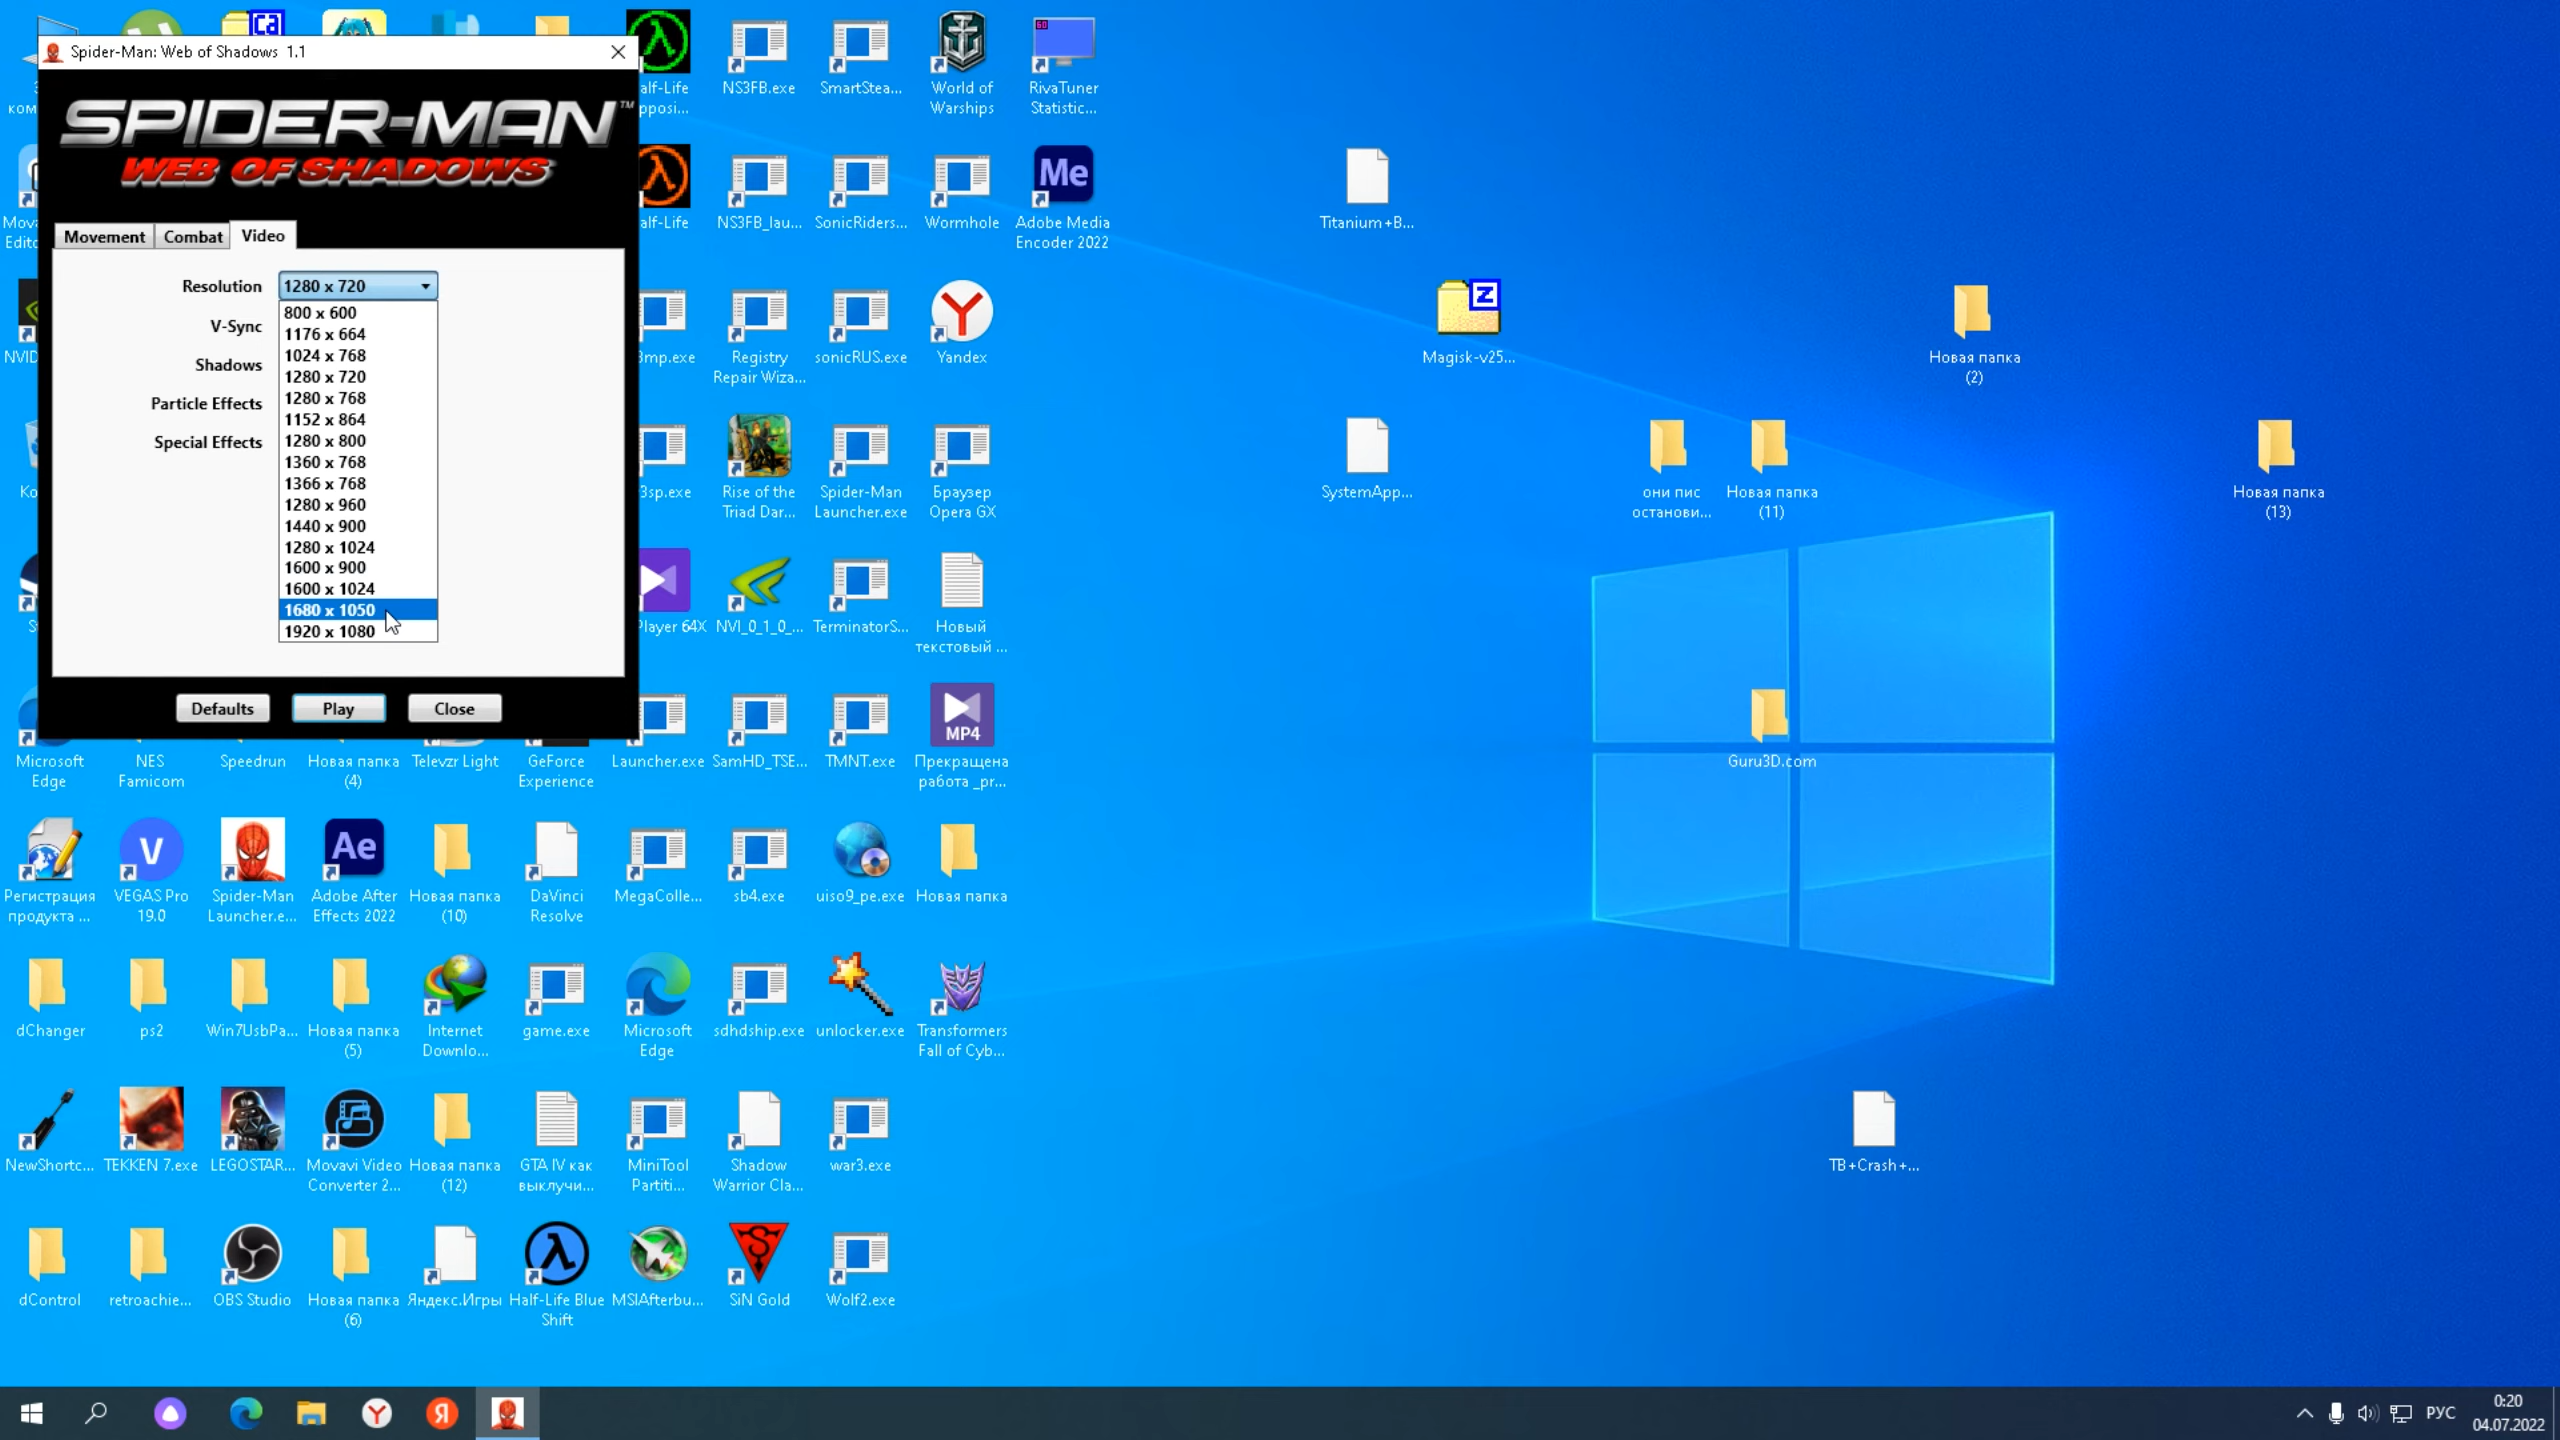 Spider-Man: Web of Shadows 1.1
SPIDER-MAN™
WEB OF SHADOWS
Movement
Combat
Video
Resolution
1280 x 720
V-Sync
Shadows
Particle Effects
Special Effects
800 x 600
1176 x 664
1024 x 768
1280 x 720
1280 x 768
1152 x 864
1280 x 800
1360 x 768
1366 x 768
1280 x 960
1440 x 900
1280 x 1024
1600 x 900
1600 x 1024
1680 x 1050
1920 x 1080
Defaults
Play
Close
NS3FB.exe
SmartStea...
World of
Warships
60
RivaTuner
Statistic...
NS3FB_lau...
SonicRiders...
Wormhole
Me
Adobe Media
Encoder 2022
Titanium+B...
Registry
Repair Wiza...
sonicRUS.exe
Yandex
Z
Magisk-v25...
Новая папка
(2)
Rise of the
Triad Dar...
Spider-Man
Launcher.exe
Браузер
Opera GX
SystemApp...
они пис
останови...
Новая папка
(11)
Новая папка
(13)
Player 64X
NVI_0_1_0_...
TerminatorS...
Новый
текстовый ...
Microsoft
Edge
NES
Famicom
Speedrun
Новая папка
(4)
Televzr Light
GeForce
Experience
Launcher.exe
SamHD_TSE...
TMNT.exe
MP4
Прекращена
работа _pr...
Guru3D.com
Регистрация
продукта ...
V
VEGAS Pro
19.0
Spider-Man
Launcher.e...
Ae
Adobe After
Effects 2022
Новая папка
(10)
DaVinci
Resolve
MegaColle...
sb4.exe
uiso9_pe.exe
Новая папка
dChanger
ps2
Win7UsbPa...
Новая папка
(5)
Internet
Downlo...
game.exe
Microsoft
Edge
sdhdship.exe
unlocker.exe
Transformers
Fall of Cyb...
NewShortc...
TEKKEN 7.exe
LEGOSTAR...
Movavi Video
Converter 2...
Новая папка
(12)
GTA IV как
выключи...
MiniTool
Partiti...
Shadow
Warrior Cla...
war3.exe
TB+Crash+...
dControl
retroachie...
OBS Studio
Новая папка
(6)
Яндекс.Игры
Half-Life Blue
Shift
MSIAfterbu...
SiN Gold
Wolf2.exe
РУС
0:20
04.07.2022